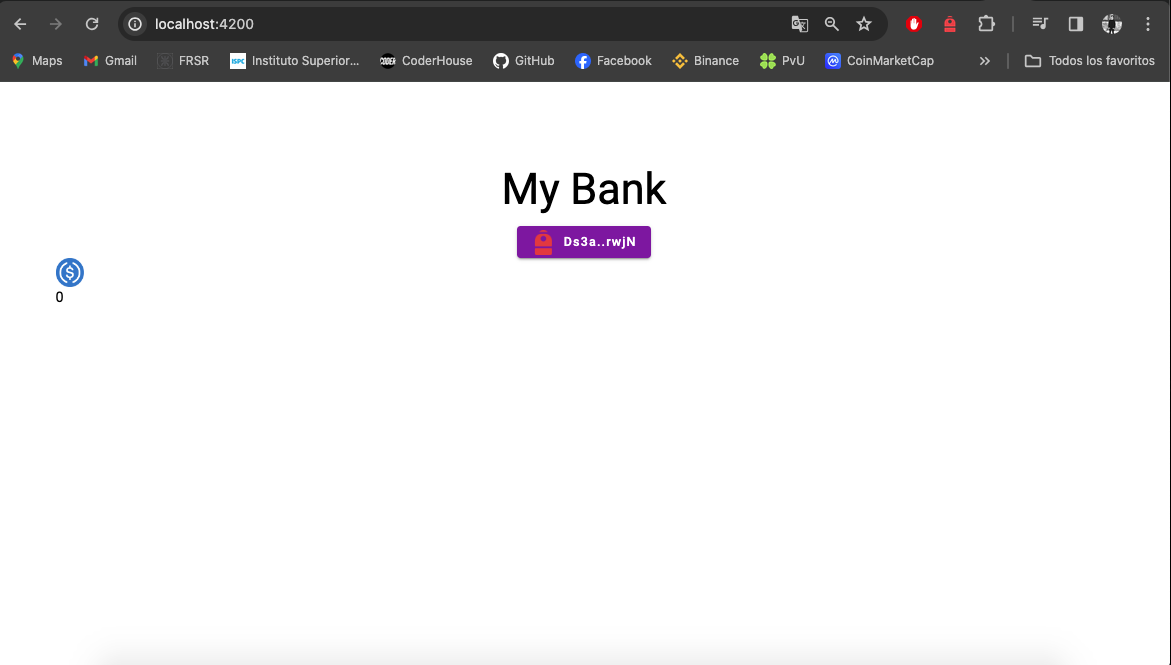 localhost:4200
Maps Gmail FRSR Instituto Superior... CoderHouse GitHub Facebook Binance PvU CoinMarketCap » Todos los favoritos
My Bank
Ds3a..rwjN
0